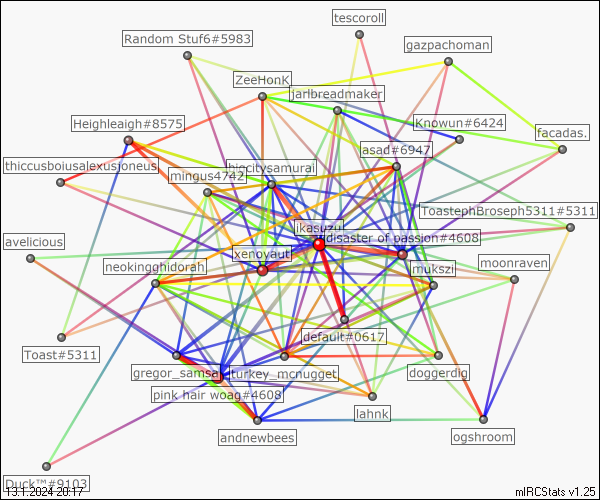 tescoroll
Random Stuf6#5983
gazpachoman
ZeeHonK
jarlbreadmaker
Heighleaigh#8575
Knowun#6424
facadas.
asad#6947
thiccusboiusalexusjoneus
biocitysamurai
mingus4742
ToastephBroseph5311#5311
ikasuzu
disaster of passion#4608
avelicious
xenovaut
neokingghidorah
mukszi
moonraven
default#0617
Toast#5311
gregor_samsa
turkey_mcnugget
doggerdig
pink hair woag#4608
lahnk
andnewbees
ogshroom
Duck™#9103
13.1.2024 20:17
mIRCStats v1.25